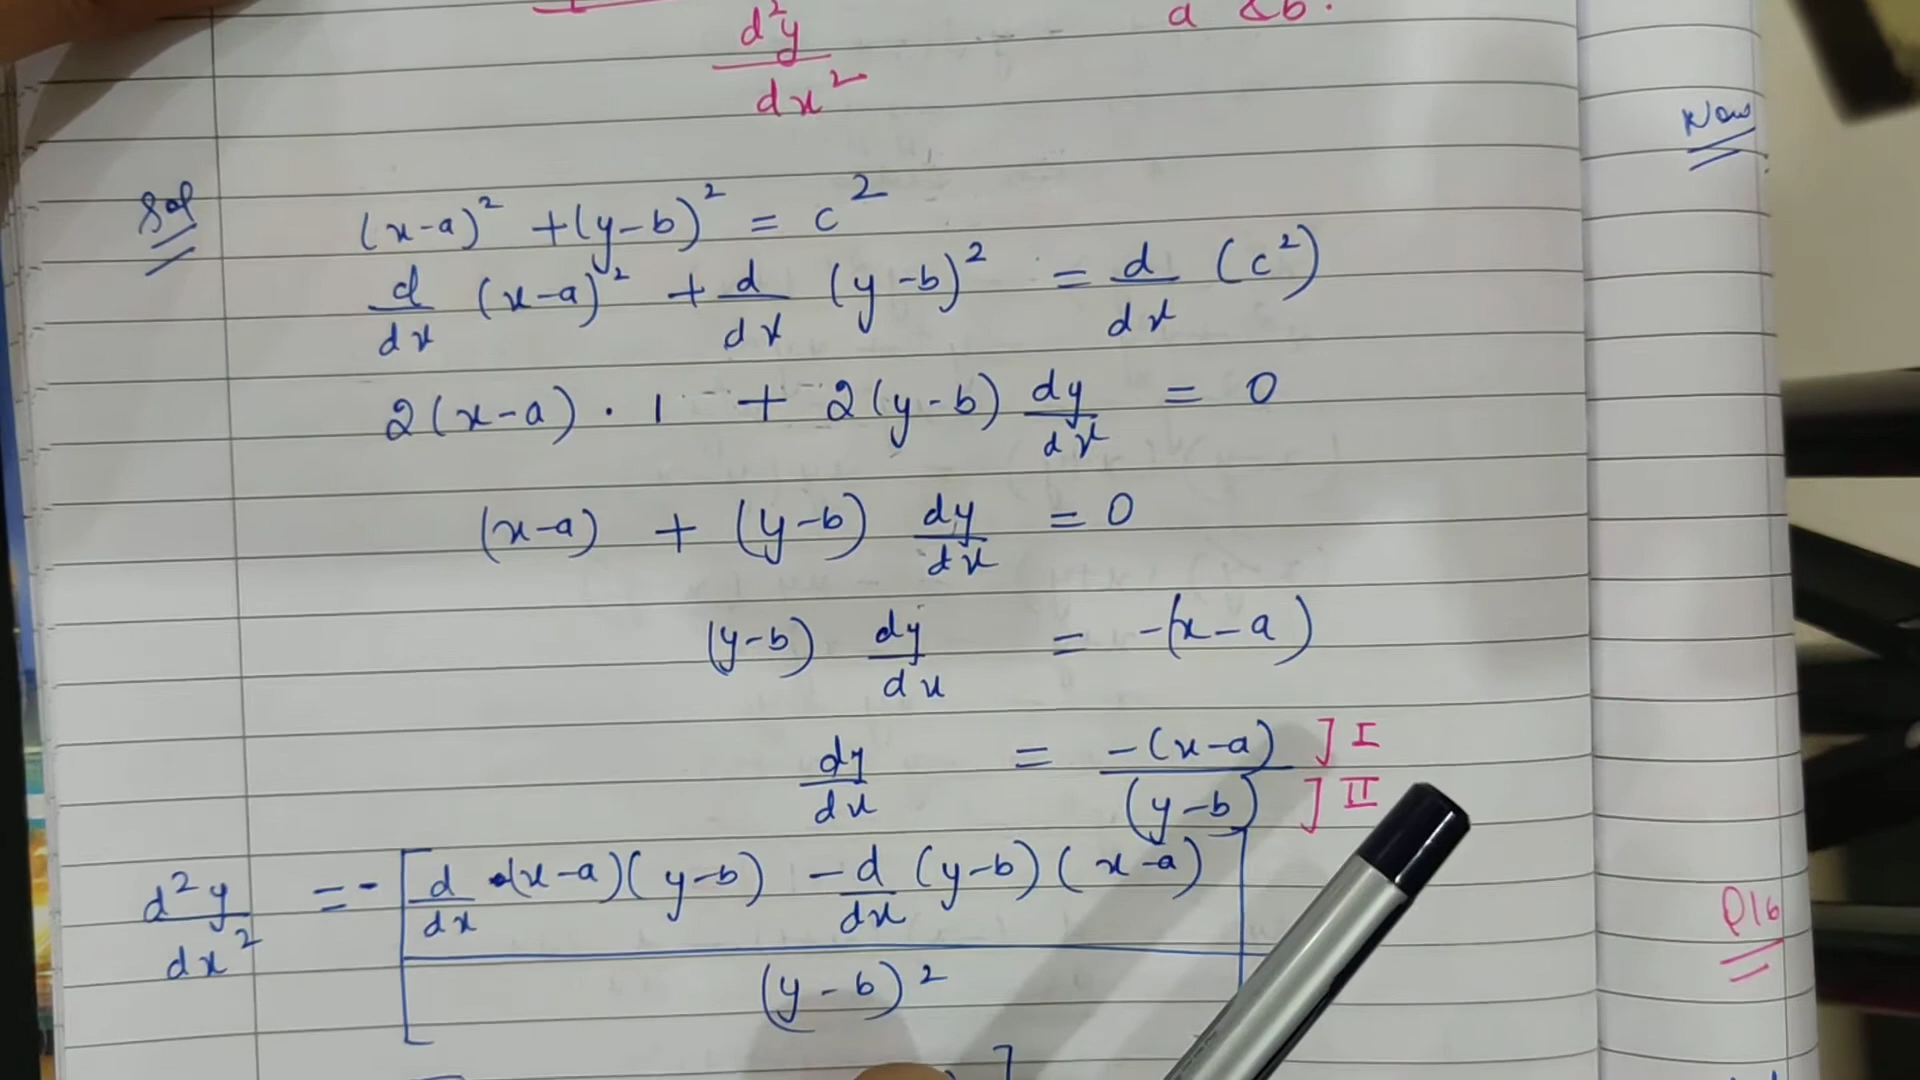 d²y
a &b.
dx²
Now
Sol
(x-a)² + (y-b)² = c²
d/dx (x-a)² + d/dx (y-b)² = d/dx (c²)
2(x-a) · 1 + 2(y-b) dy/dx = 0
(x-a) + (y-b) dy/dx = 0
(y-b) dy/dx = -(x-a)
dy/dx = -(x-a) ] I / (y-b) ] II
d²y/dx² = - [ d/dx (x-a)(y-b) - d/dx (y-b)(x-a) / (y-b)² ]
Q16